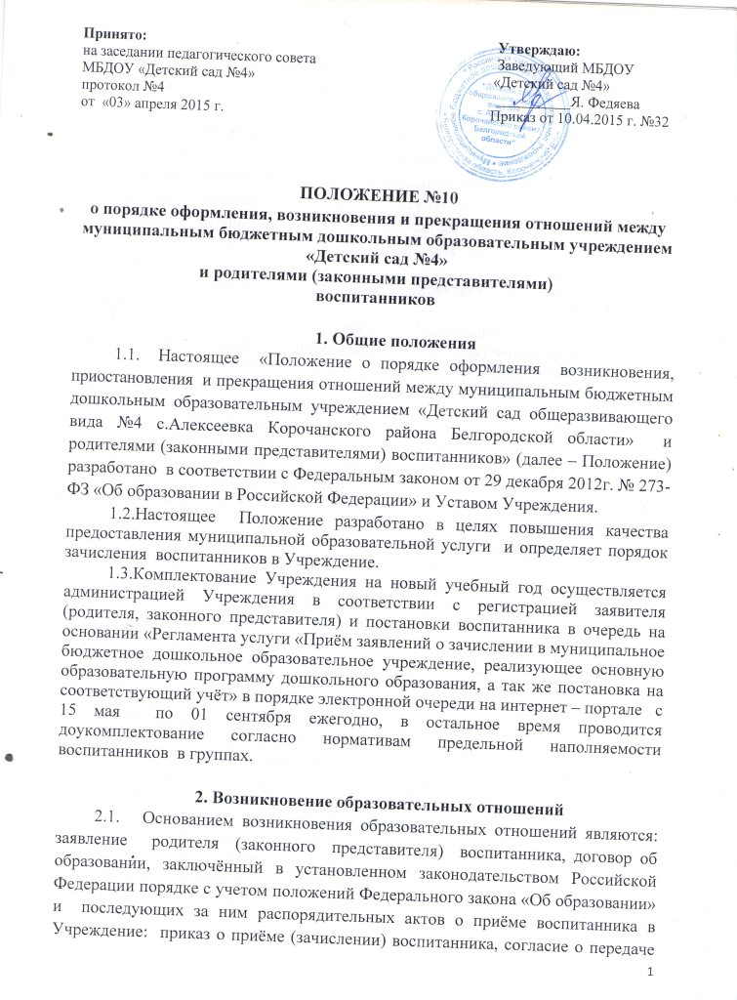 Принято:
на заседании педагогического совета
МБДОУ «Детский сад №4»
протокол №4
от «03» апреля 2015 г.
Утверждаю:
Заведующий МБДОУ
«Детский сад №4»
Я. Федяева
Приказ от 10.04.2015 г. №32
ПОЛОЖЕНИЕ №10
о порядке оформления, возникновения и прекращения отношений между
муниципальным бюджетным дошкольным образовательным учреждением
«Детский сад №4»
и родителями (законными представителями)
воспитанников
1. Общие положения
1.1. Настоящее «Положение о порядке оформления возникновения,
приостановления и прекращения отношений между муниципальным бюджетным
дошкольным образовательным учреждением «Детский сад общеразвивающего
вида №4 с.Алексеевка Корочанского района Белгородской области» и
родителями (законными представителями) воспитанников» (далее – Положение)
разработано в соответствии с Федеральным законом от 29 декабря 2012г. № 273-
ФЗ «Об образовании в Российской Федерации» и Уставом Учреждения.
1.2.Настоящее Положение разработано в целях повышения качества
предоставления муниципальной образовательной услуги и определяет порядок
зачисления воспитанников в Учреждение.
1.3.Комплектование Учреждения на новый учебный год осуществляется
администрацией Учреждения в соответствии с регистрацией заявителя
(родителя, законного представителя) и постановки воспитанника в очередь на
основании «Регламента услуги «Приём заявлений о зачислении в муниципальное
бюджетное дошкольное образовательное учреждение, реализующее основную
образовательную программу дошкольного образования, а так же постановка на
соответствующий учёт» в порядке электронной очереди на интернет – портале с
15 мая по 01 сентября ежегодно, в остальное время проводится
доукомплектование согласно нормативам предельной наполняемости
воспитанников в группах.
2. Возникновение образовательных отношений
2.1. Основанием возникновения образовательных отношений являются:
заявление родителя (законного представителя) воспитанника, договор об
образовании, заключённый в установленном законодательством Российской
Федерации порядке с учетом положений Федерального закона «Об образовании»
и последующих за ним распорядительных актов о приёме воспитанника в
Учреждение: приказ о приёме (зачислении) воспитанника, согласие о передаче
1